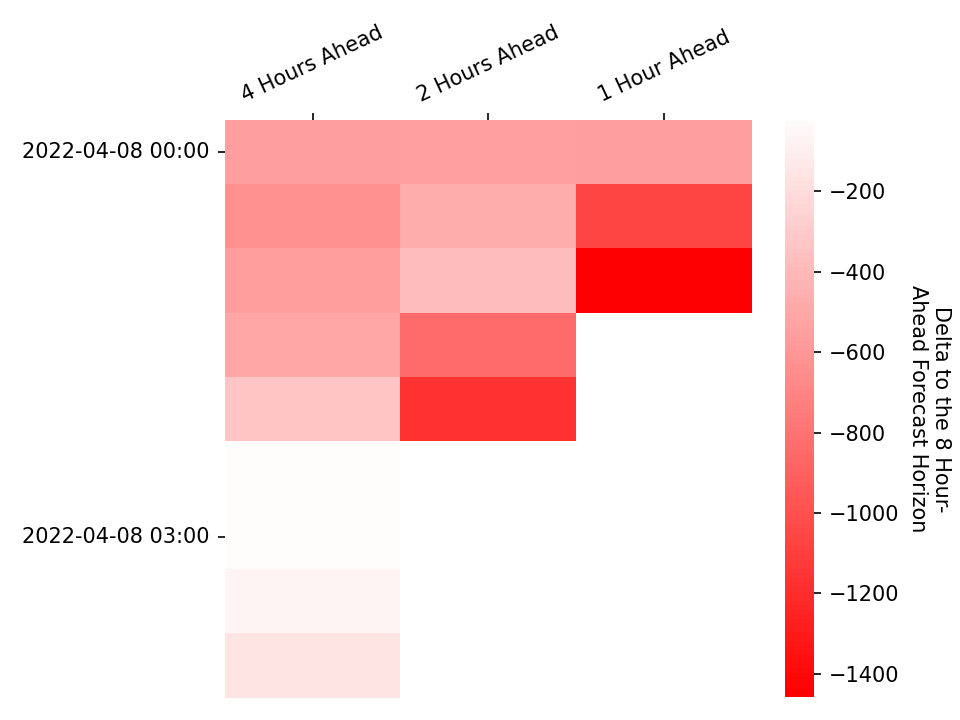 4 Hours Ahead
2 Hours Ahead
1 Hour Ahead
2022-04-08 00:00
2022-04-08 03:00
−200
−400
−600
−800
−1000
−1200
−1400
Delta to the 8 Hour-
Ahead Forecast Horizon